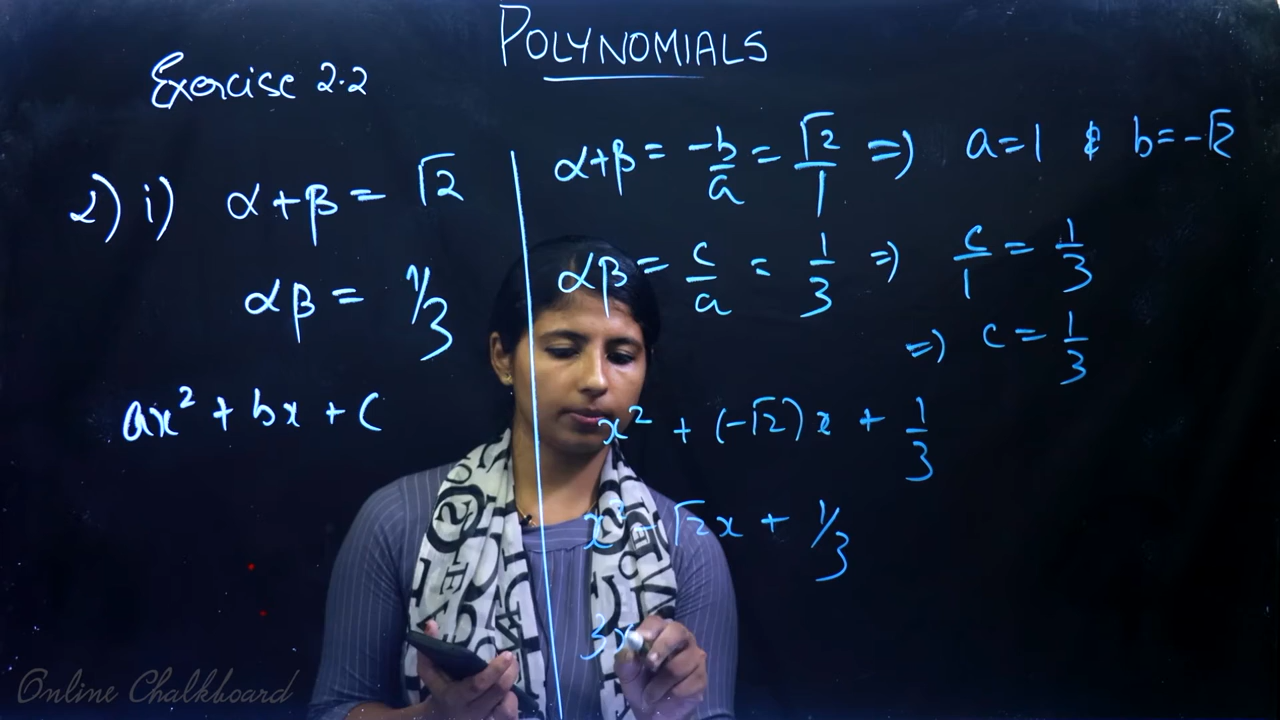 POLYNOMIALS
Exercise 2.2
2) i) α+β = √2
αβ = 1/3
ax² + bx + c
α+β = -b/a = √2/1 => a=1 & b=-√2
αβ = c/a = 1/3 => c/1 = 1/3
=) c = 1/3
x² + (-√2)x + 1/3
x² - √2x + 1/3
3x
Online Chalkboard